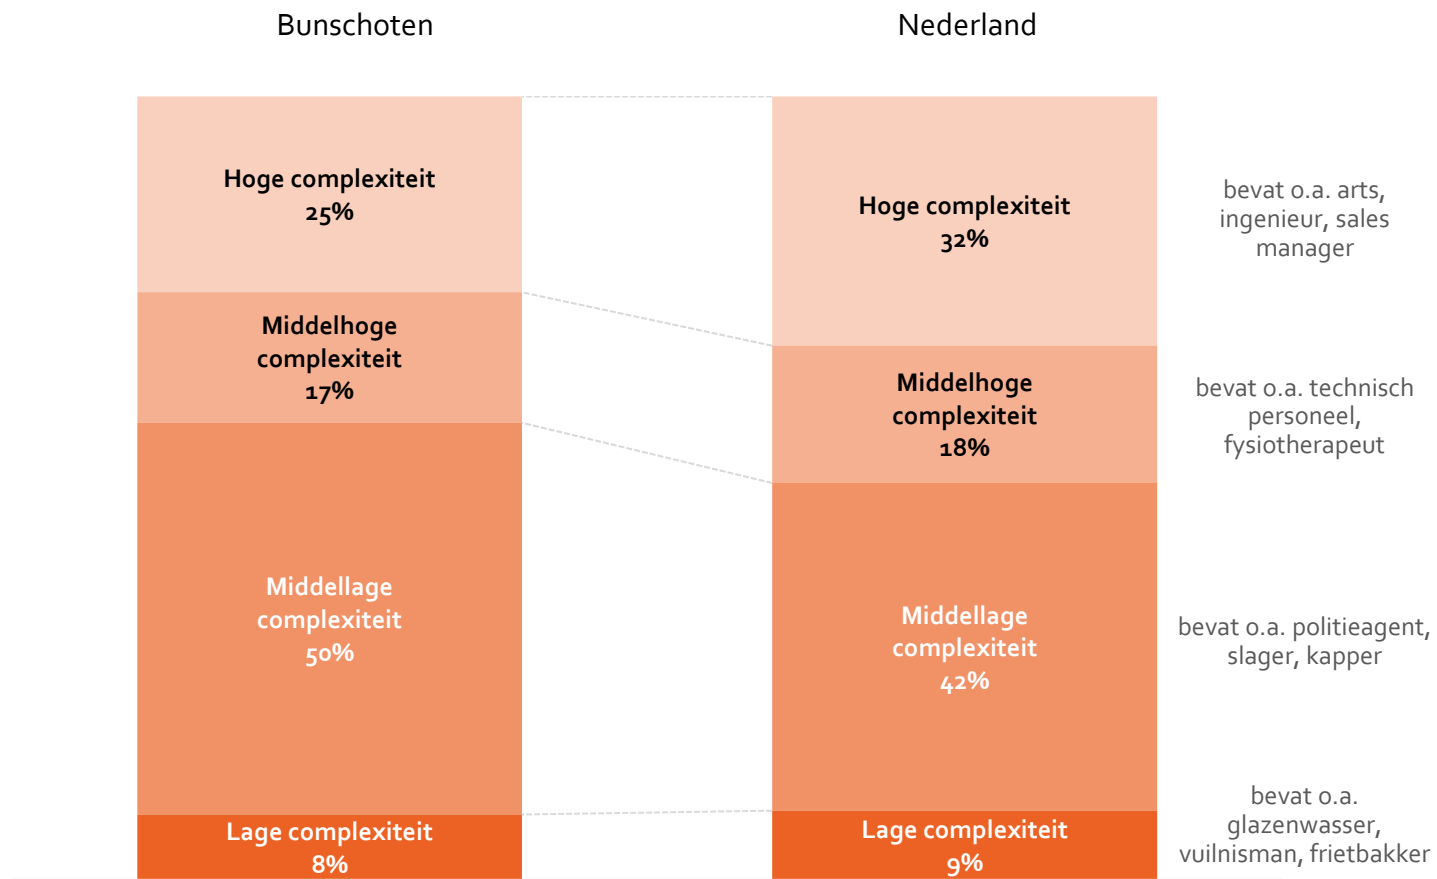 Bunschoten
Nederland
Hoge complexiteit
25%
Middelhoge
complexiteit
17%
Middellage
complexiteit
50%
Lage complexiteit
8%
Hoge complexiteit
32%
Middelhoge
complexiteit
18%
Middellage
complexiteit
42%
Lage complexiteit
9%
bevat o.a. arts,
ingenieur, sales
manager
bevat o.a. technisch
personeel,
fysiotherapeut
bevat o.a. politieagent,
slager, kapper
bevat o.a.
glazenwasser,
vuilnisman, frietbakker